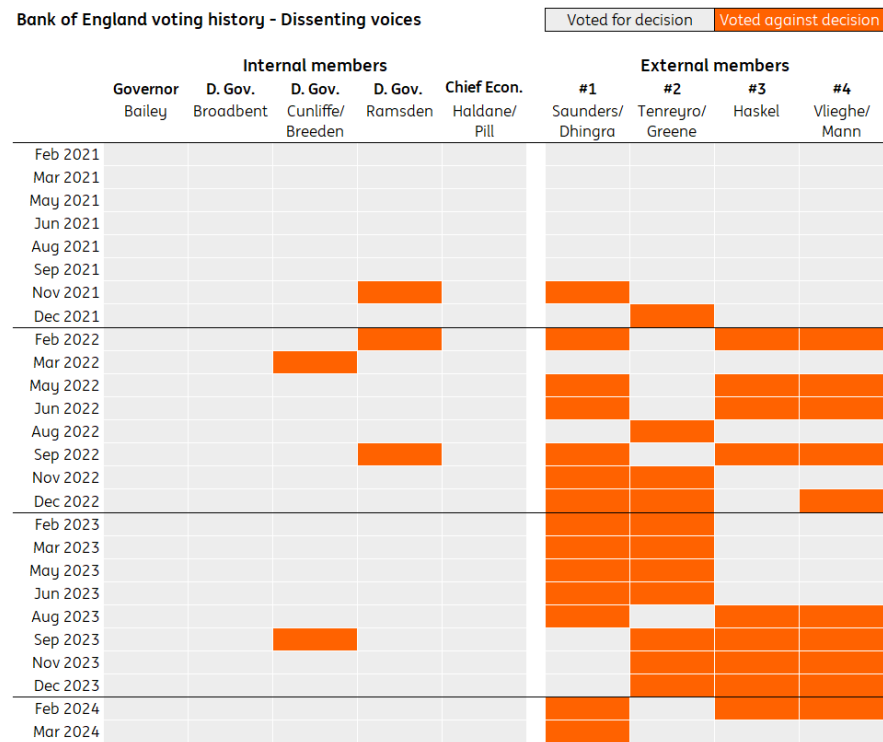 Bank of England voting history - Dissenting voices
Voted for decision Voted against decision
Internal members External members
Governor D. Gov. D. Gov. D. Gov. Chief Econ. #1 #2 #3 #4
Bailey Broadbent Cunliffe/ Ramsden Haldane/ Saunders/ Tenreyro/ Haskel Vlieghe/
Breeden Pill Dhingra Greene Mann
Feb 2021
Mar 2021
May 2021
Jun 2021
Aug 2021
Sep 2021
Nov 2021
Dec 2021
Feb 2022
Mar 2022
May 2022
Jun 2022
Aug 2022
Sep 2022
Nov 2022
Dec 2022
Feb 2023
Mar 2023
May 2023
Jun 2023
Aug 2023
Sep 2023
Nov 2023
Dec 2023
Feb 2024
Mar 2024